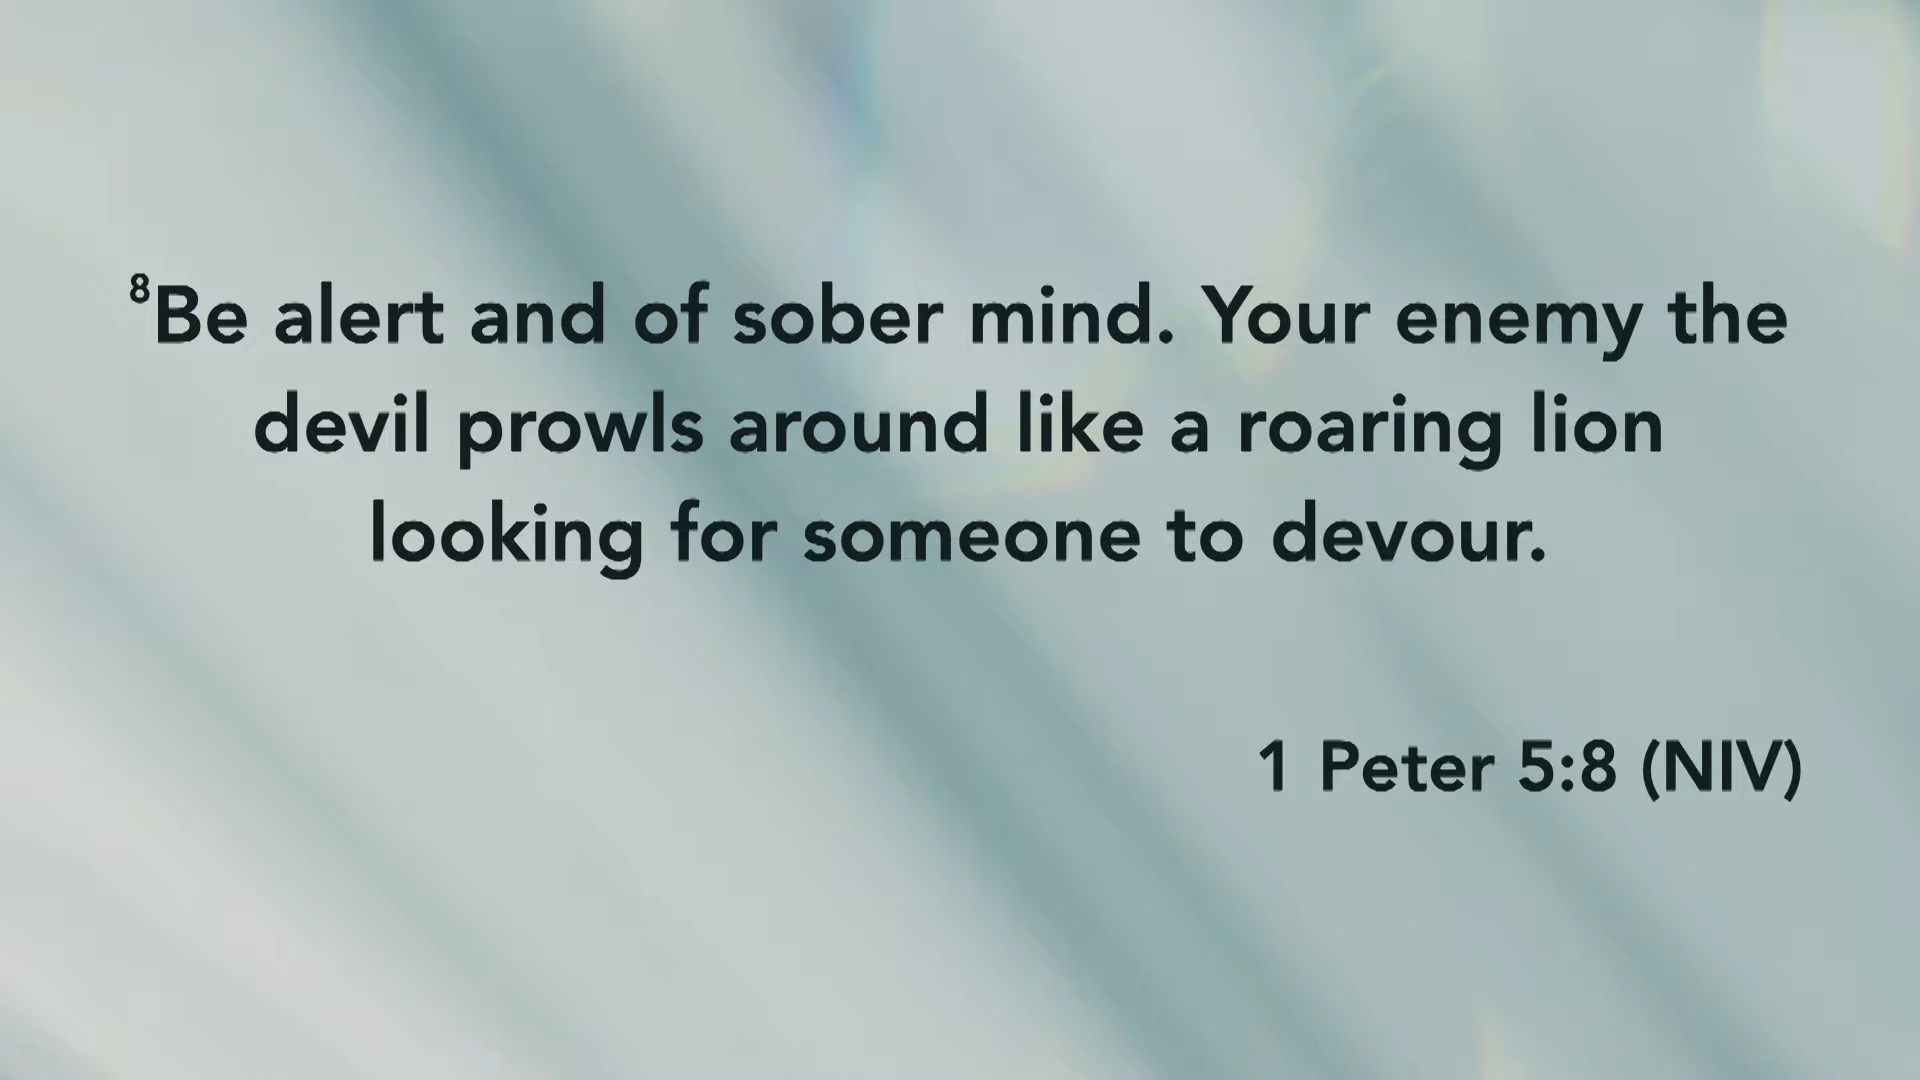 ⁸Be alert and of sober mind. Your enemy the
devil prowls around like a roaring lion
looking for someone to devour.
1 Peter 5:8 (NIV)